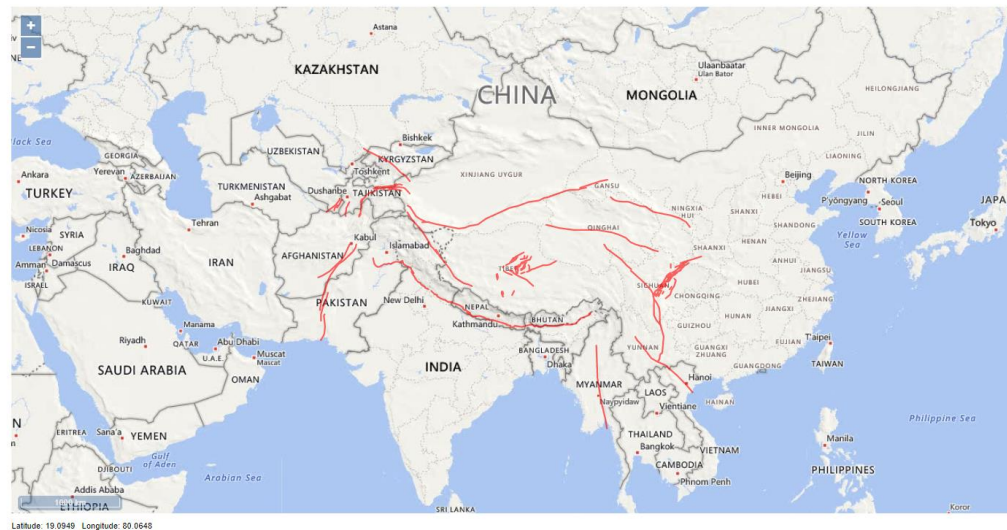 +
−
Astana
KAZAKHSTAN
Ulaanbaatar
Ulan Bator
HEILONGJIANG
CHINA
MONGOLIA
INNER MONGOLIA
JILIN
lack Sea
GEORGIA
UZBEKISTAN
Bishkek
KYRGYZSTAN
Toshkent
XINJIANG UYGUR
GANSU
LIAONING
Beijing
NORTH KOREA
Ankara
Yerevan
AZERBAIJAN
TURKMENISTAN
Ashgabat
Dushanbe
TAJIKISTAN
TURKEY
P'yŏngyang
Seoul
SOUTH KOREA
JAPA
Tokyo
NINGXIA
HUI
SHANXI
SHANDONG
Nicosia
SYRIA
Tehran
Kabul
Islamabad
QINGHAI
Yellow
Sea
LEBANON
Damascus
Baghdad
IRAQ
IRAN
AFGHANISTAN
SHAANXI
HENAN
Amman
ISRAEL
ANHUI
JIANGSU
KUWAIT
PAKISTAN
New Delhi
NEPAL
Kathmandu
BHUTAN
SICHUAN
CHONGQING
HUBEI
ZHEJIANG
Manama
QATAR
Abu Dhabi
U.A.E.
Riyadh
Muscat
Mascat
HUNAN
JIANGXI
GUIZHOU
FUJIAN
T'aipei
TAIWAN
SAUDI ARABIA
OMAN
INDIA
BANGLADESH
Dhaka
YUNNAN
GUANGXI
ZHUANG
GUANGDONG
MYANMAR
Naypyidaw
LAOS
Hanoi
HAINAN
Vientiane
Philippine Sea
ERITREA
Sana'a
YEMEN
Gulf
of Aden
DJIBOUTI
Arabian Sea
THAILAND
Bangkok
VIETNAM
CAMBODIA
Phnom Penh
Manila
PHILIPPINES
Addis Ababa
ETHIOPIA
SRI LANKA
Koror
Latitude: 19.0949 Longitude: 80.0648